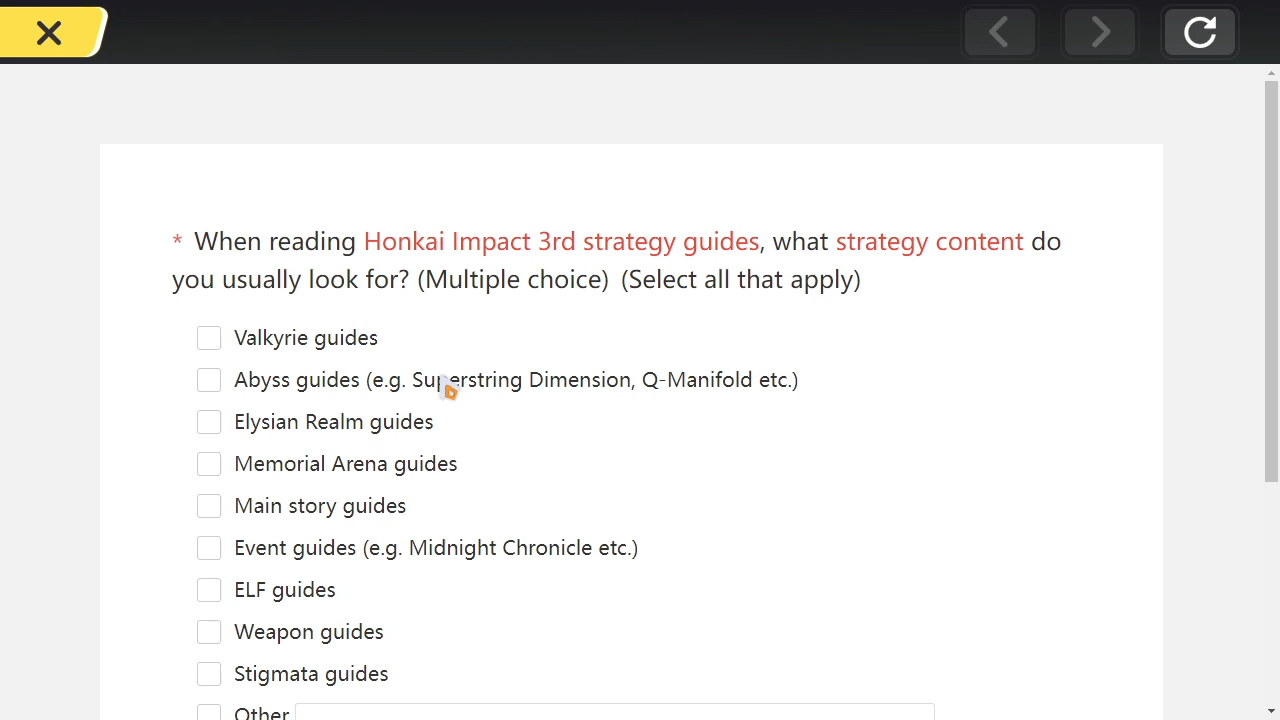 * When reading Honkai Impact 3rd strategy guides, what strategy content do
you usually look for? (Multiple choice) (Select all that apply)
Valkyrie guides
Abyss guides (e.g. Superstring Dimension, Q-Manifold etc.)
Elysian Realm guides
Memorial Arena guides
Main story guides
Event guides (e.g. Midnight Chronicle etc.)
ELF guides
Weapon guides
Stigmata guides
Other